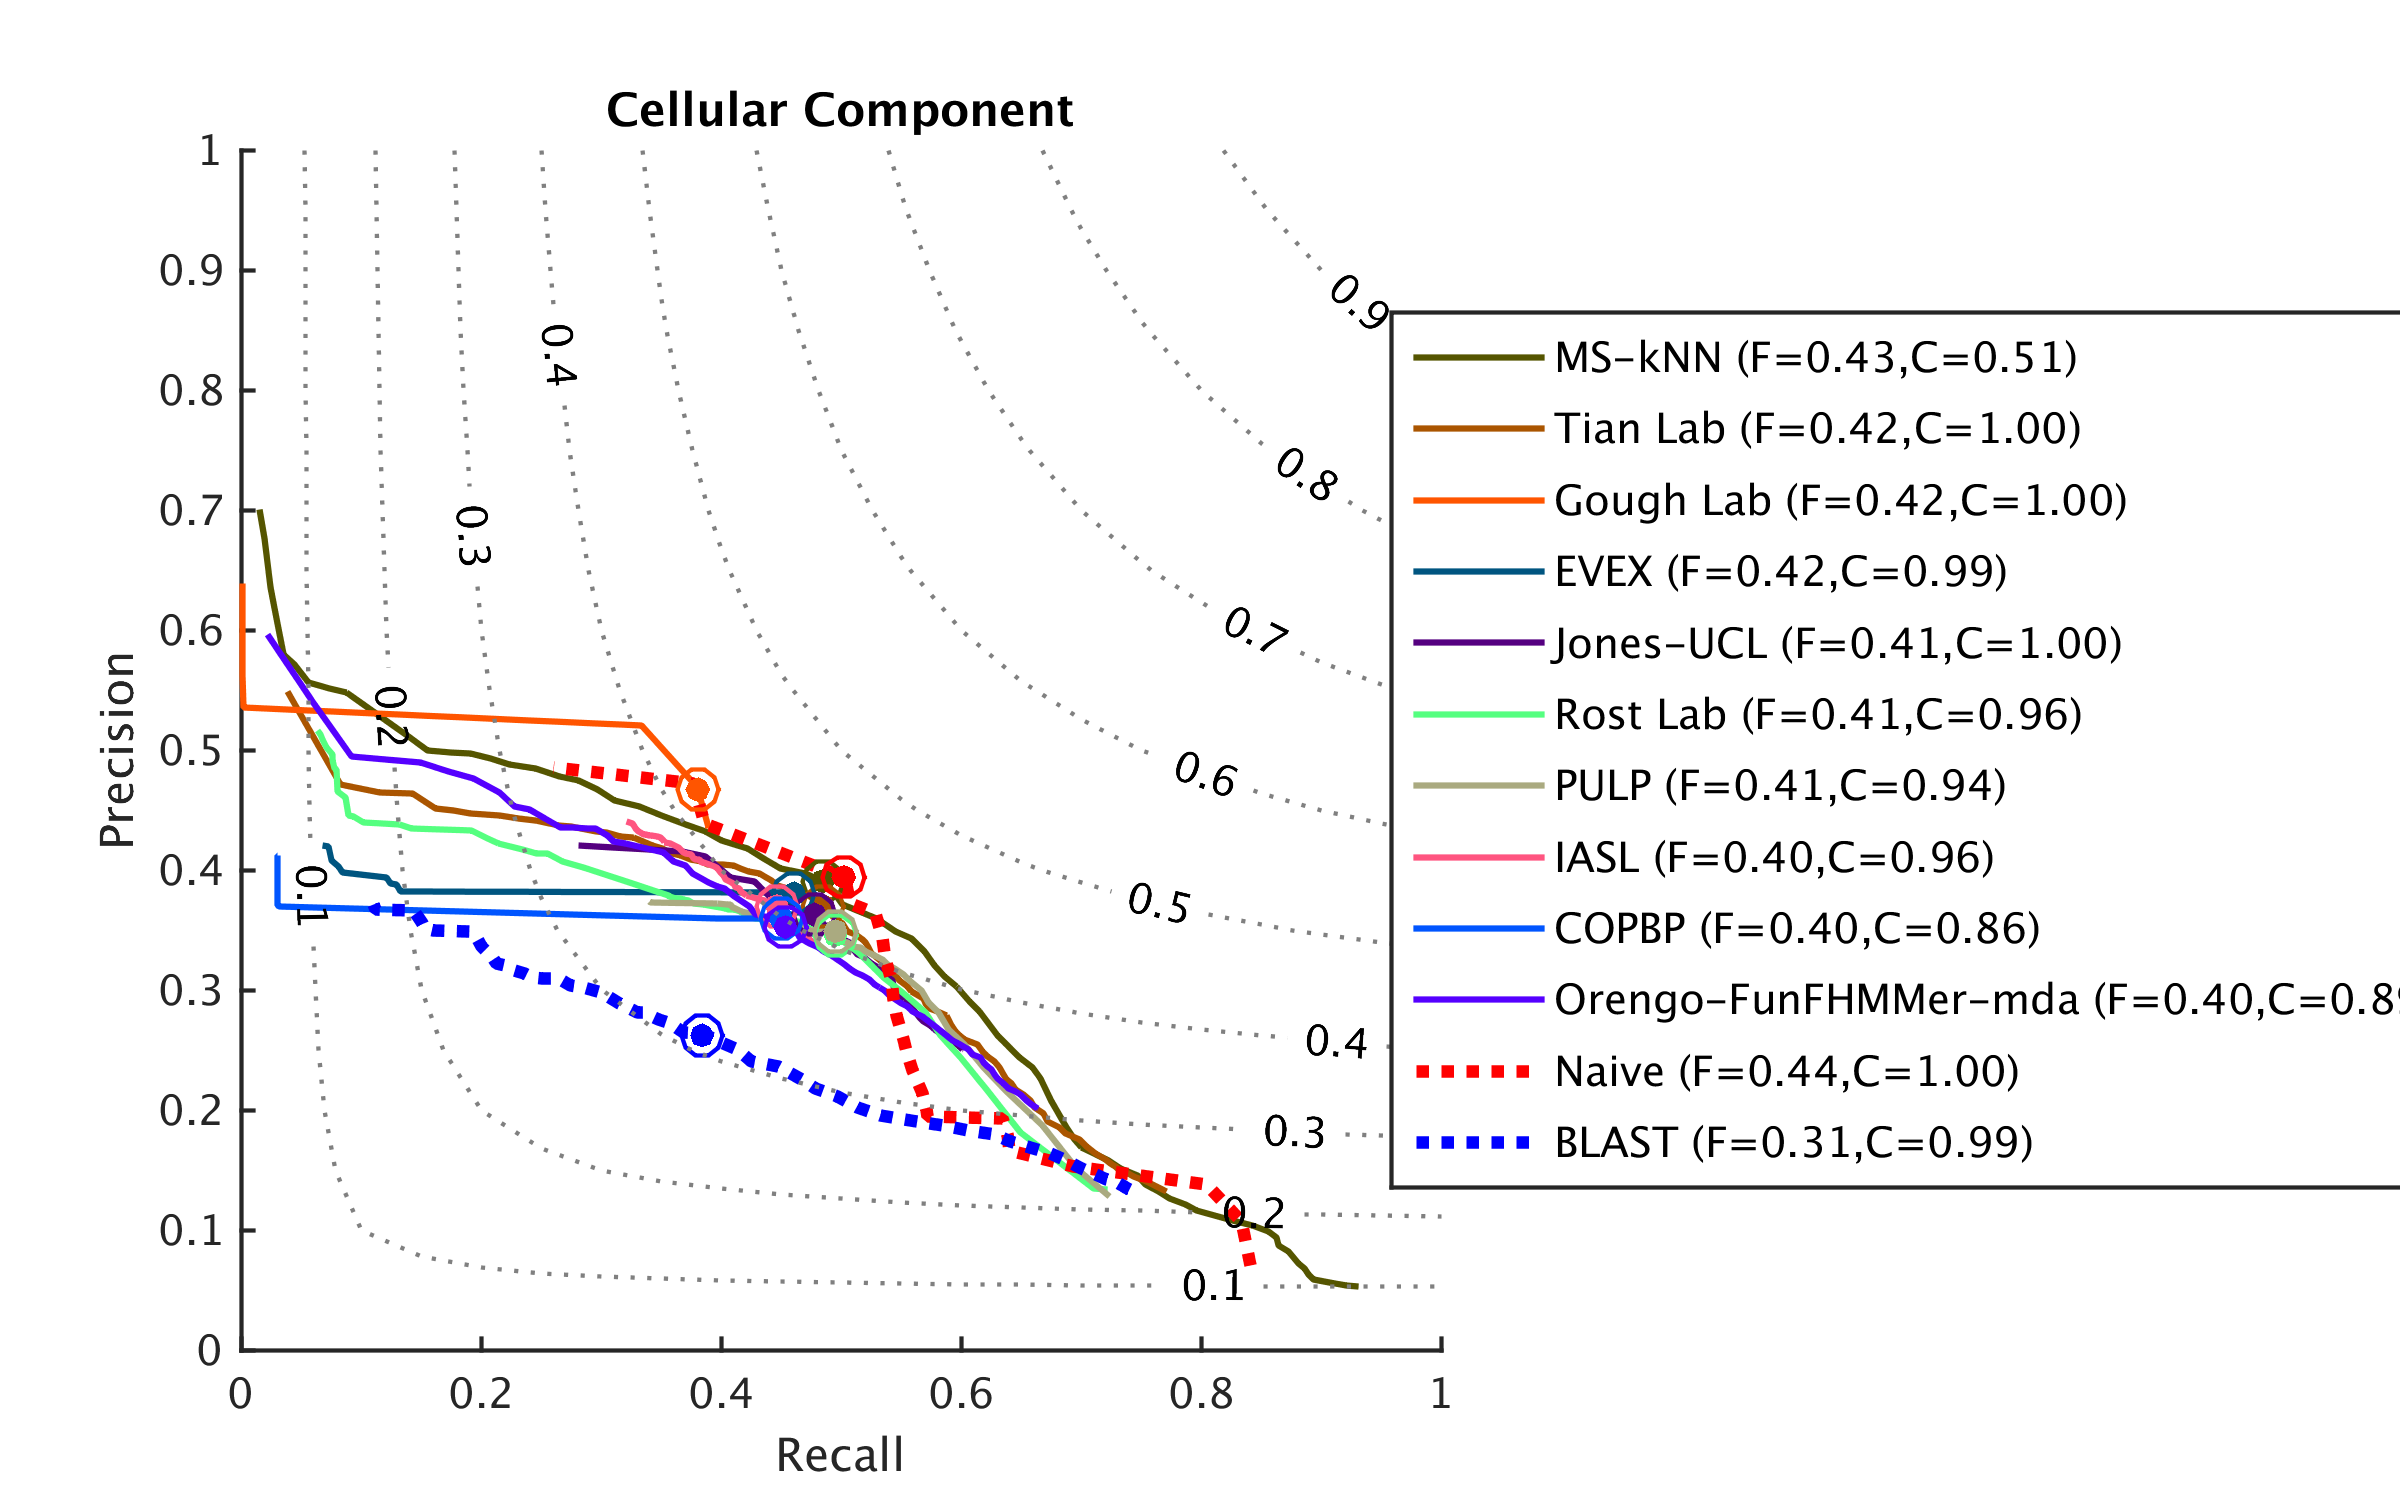 Cellular Component
1
0.9
0.8
0.7
0.6
0.5
0.4
0.3
0.2
0.1
0
Precision
0
0.2
0.4
0.6
0.8
1
Recall
0.4
0.3
0.2
0.1
0.9
0.8
0.7
0.6
0.5
0.4
0.3
0.2
0.1
MS-kNN (F=0.43,C=0.51)
Tian Lab (F=0.42,C=1.00)
Gough Lab (F=0.42,C=1.00)
EVEX (F=0.42,C=0.99)
Jones-UCL (F=0.41,C=1.00)
Rost Lab (F=0.41,C=0.96)
PULP (F=0.41,C=0.94)
IASL (F=0.40,C=0.96)
COPBP (F=0.40,C=0.86)
Orengo-FunFHMMer-mda (F=0.40,C=0.89
Naive (F=0.44,C=1.00)
BLAST (F=0.31,C=0.99)